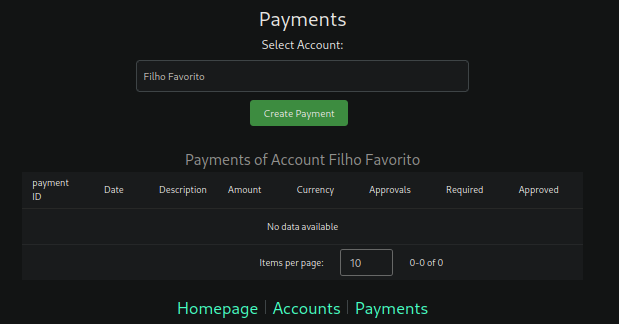 Payments
Select Account:
Filho Favorito
Create Payment
Payments of Account Filho Favorito
payment ID Date Description Amount Currency Approvals Required Approved
No data available
Items per page: 10 0-0 of 0
Homepage | Accounts | Payments